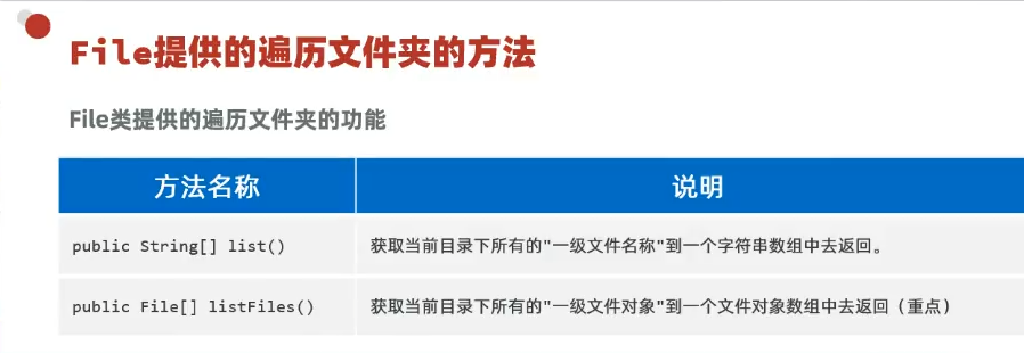 File提供的遍历文件夹的方法
File类提供的遍历文件夹的功能
方法名称 说明
public String[] list() 获取当前目录下所有的"一级文件名称"到一个字符串数组中去返回。
public File[] listFiles() 获取当前目录下所有的"一级文件对象"到一个文件对象数组中去返回（重点）